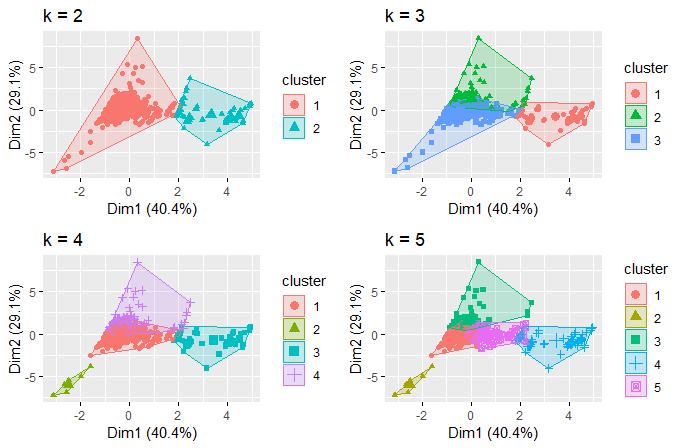 k = 2
5
0
-5
Dim2 (29.1%)
-2 0 2 4
Dim1 (40.4%)
cluster
1
2
k = 3
5
0
-5
Dim2 (29.1%)
-2 0 2 4
Dim1 (40.4%)
cluster
1
2
3
k = 4
5
0
-5
Dim2 (29.1%)
-2 0 2 4
Dim1 (40.4%)
cluster
1
2
3
4
k = 5
5
0
-5
Dim2 (29.1%)
-2 0 2 4
Dim1 (40.4%)
cluster
1
2
3
4
5